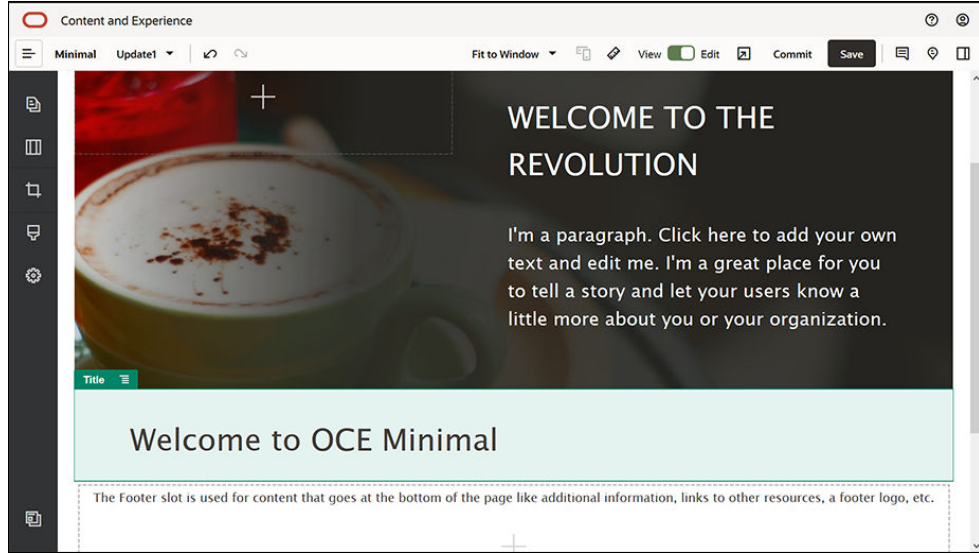 Content and Experience
Minimal Update1 Fit to Window View Edit Commit Save
WELCOME TO THE
REVOLUTION
I'm a paragraph. Click here to add your own
text and edit me. I'm a great place for you
to tell a story and let your users know a
little more about you or your organization.
Title
Welcome to OCE Minimal
The Footer slot is used for content that goes at the bottom of the page like additional information, links to other resources, a footer logo, etc.